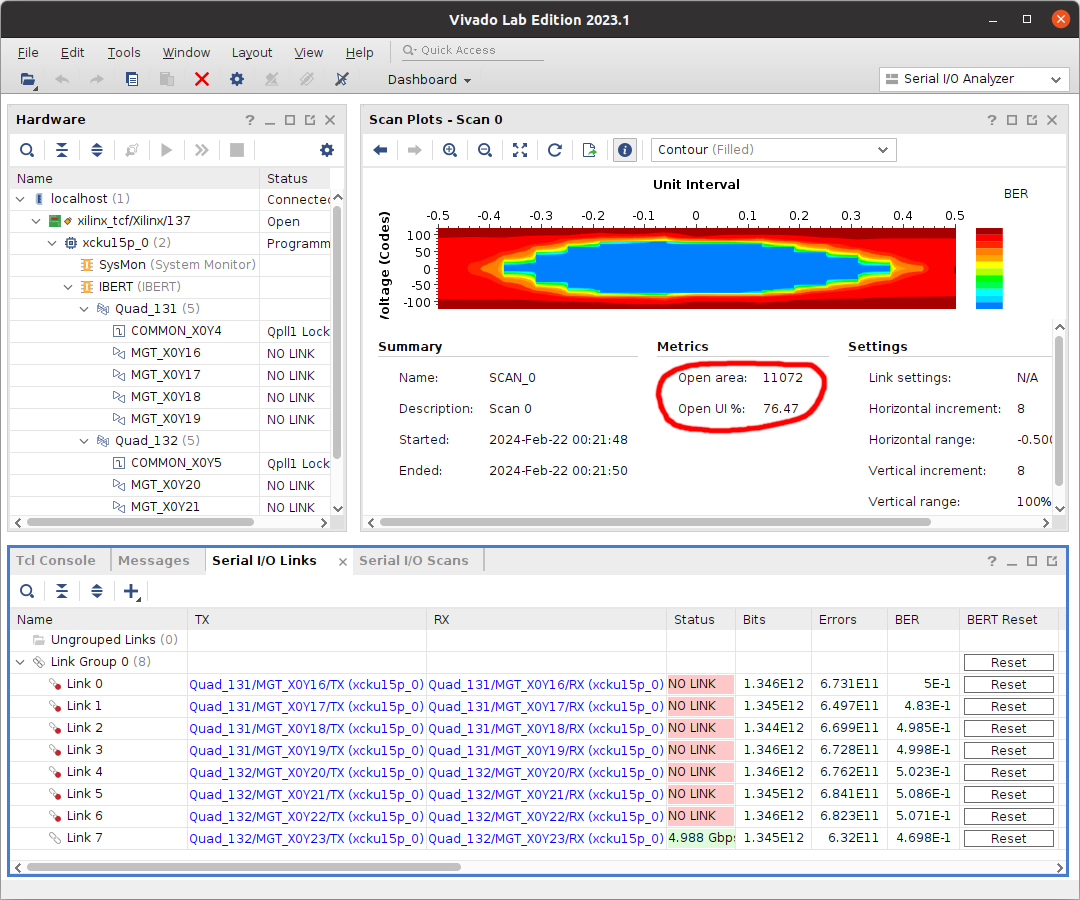 Vivado Lab Edition 2023.1
File Edit Tools Window Layout View Help Quick Access
Dashboard Serial I/O Analyzer
Hardware
Name Status
localhost (1) Connected
xilinx_tcf/Xilinx/137 Open
xcku15p_0 (2) Programm
SysMon (System Monitor)
IBERT (IBERT)
Quad_131 (5)
COMMON_X0Y4 Qpll1 Lock
MGT_X0Y16 NO LINK
MGT_X0Y17 NO LINK
MGT_X0Y18 NO LINK
MGT_X0Y19 NO LINK
Quad_132 (5)
COMMON_X0Y5 Qpll1 Lock
MGT_X0Y20 NO LINK
MGT_X0Y21 NO LINK
Scan Plots - Scan 0
Contour (Filled)
Unit Interval
BER
-0.5 -0.4 -0.3 -0.2 -0.1 0 0.1 0.2 0.3 0.4 0.5
oltage (Codes)
100
50
0
-50
-100
Summary
Name: SCAN_0
Description: Scan 0
Started: 2024-Feb-22 00:21:48
Ended: 2024-Feb-22 00:21:50
Metrics
Open area: 11072
Open UI %: 76.47
Settings
Link settings: N/A
Horizontal increment: 8
Horizontal range: -0.500
Vertical increment: 8
Vertical range: 100%
Tcl Console Messages Serial I/O Links Serial I/O Scans
Name TX RX Status Bits Errors BER BERT Reset
Ungrouped Links (0)
Link Group 0 (8) Reset
Link 0 Quad_131/MGT_X0Y16/TX (xcku15p_0) Quad_131/MGT_X0Y16/RX (xcku15p_0) NO LINK 1.346E12 6.731E11 5E-1 Reset
Link 1 Quad_131/MGT_X0Y17/TX (xcku15p_0) Quad_131/MGT_X0Y17/RX (xcku15p_0) NO LINK 1.345E12 6.497E11 4.83E-1 Reset
Link 2 Quad_131/MGT_X0Y18/TX (xcku15p_0) Quad_131/MGT_X0Y18/RX (xcku15p_0) NO LINK 1.344E12 6.699E11 4.985E-1 Reset
Link 3 Quad_131/MGT_X0Y19/TX (xcku15p_0) Quad_131/MGT_X0Y19/RX (xcku15p_0) NO LINK 1.346E12 6.728E11 4.998E-1 Reset
Link 4 Quad_132/MGT_X0Y20/TX (xcku15p_0) Quad_132/MGT_X0Y20/RX (xcku15p_0) NO LINK 1.346E12 6.762E11 5.023E-1 Reset
Link 5 Quad_132/MGT_X0Y21/TX (xcku15p_0) Quad_132/MGT_X0Y21/RX (xcku15p_0) NO LINK 1.345E12 6.841E11 5.086E-1 Reset
Link 6 Quad_132/MGT_X0Y22/TX (xcku15p_0) Quad_132/MGT_X0Y22/RX (xcku15p_0) NO LINK 1.346E12 6.823E11 5.071E-1 Reset
Link 7 Quad_132/MGT_X0Y23/TX (xcku15p_0) Quad_132/MGT_X0Y23/RX (xcku15p_0) 4.988 Gbps 1.345E12 6.32E11 4.698E-1 Reset